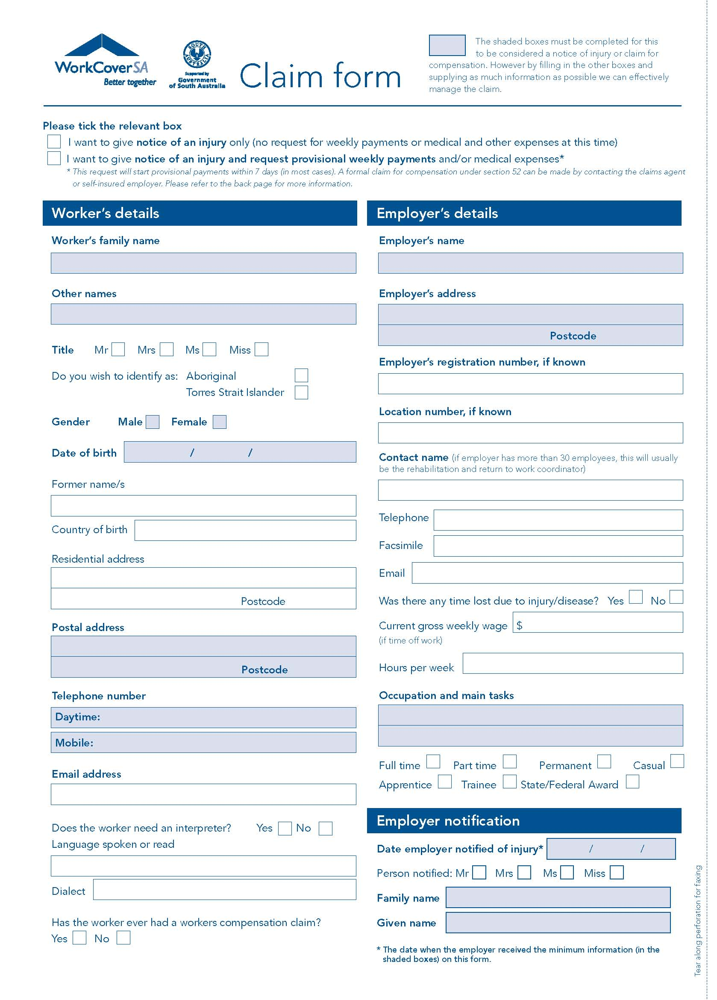 WorkCoverSA
Better together
SOUTH AUSTRALIA
Supported by
Government
of South Australia
Claim form
The shaded boxes must be completed for this
to be considered a notice of injury or claim for
compensation. However by filling in the other boxes and
supplying as much information as possible we can effectively
manage the claim.
Please tick the relevant box
I want to give notice of an injury only (no request for weekly payments or medical and other expenses at this time)
I want to give notice of an injury and request provisional weekly payments and/or medical expenses*
* This request will start provisional payments within 7 days (in most cases). A formal claim for compensation under section 52 can be made by contacting the claims agent
or self-insured employer. Please refer to the back page for more information.
Worker's details
Worker's family name
Other names
Title Mr Mrs Ms Miss
Do you wish to identify as: Aboriginal
Torres Strait Islander
Gender Male Female
Date of birth / /
Former name/s
Country of birth
Residential address
Postcode
Postal address
Postcode
Telephone number
Daytime:
Mobile:
Email address
Does the worker need an interpreter? Yes No
Language spoken or read
Dialect
Has the worker ever had a workers compensation claim?
Yes No
Employer's details
Employer's name
Employer's address
Postcode
Employer's registration number, if known
Location number, if known
Contact name (if employer has more than 30 employees, this will usually
be the rehabilitation and return to work coordinator)
Telephone
Facsimile
Email
Was there any time lost due to injury/disease? Yes No
Current gross weekly wage $
(if time off work)
Hours per week
Occupation and main tasks
Full time Part time Permanent Casual
Apprentice Trainee State/Federal Award
Employer notification
Date employer notified of injury* / /
Person notified: Mr Mrs Ms Miss
Family name
Given name
* The date when the employer received the minimum information (in the
shaded boxes) on this form.
Tear along perforation for faxing